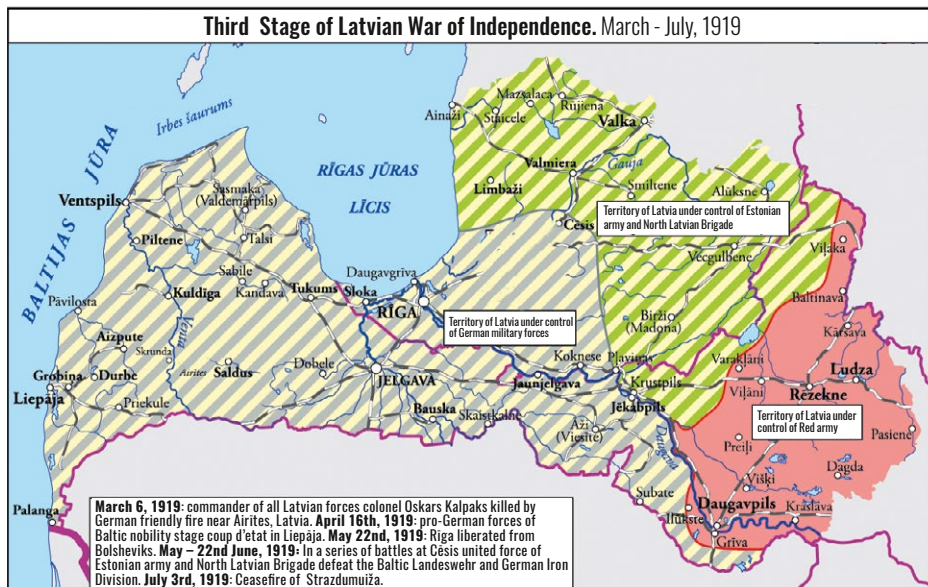 Third Stage of Latvian War of Independence. March - July, 1919
Irbes šaurums
BALTIJAS JŪRA
RĪGAS JŪRAS
LĪCIS
Ainaži
Mazsalaca
Staicele
Rūjiena
Valka
Valmiera
Gauja
Limbaži
Smiltene
Alūksne
Cēsis
Territory of Latvia under control of Estonian
army and North Latvian Brigade
Vecgulbene
Viļaka
Baltinava
Ventspils
Sasmaka
(Valdemārpils)
Piltene
Talsi
Sabile
Kandava
Kuldīga
Tukums
Sloka
Daugavgrīva
RĪGA
Territory of Latvia under control
of German military forces
Birži
(Madona)
Kārsava
Pāvilosta
Aizpute
Venta
Skrunda
Airītes
Saldus
Dobele
JELGAVA
Koknese
Pļaviņas
Jaunjelgava
Krustpils
Jēkabpils
Varakļāni
Viļāni
Rēzekne
Ludza
Grobiņa
Durbe
Liepāja
Priekule
Bauska
Skaistkalne
Aži
(Viesīte)
Daugava
Territory of Latvia under
control of Red army
Pasiene
Preiļi
Dagda
Višķi
Subate
Daugavpils
Krāslava
Ilūkste
Grīva
Palanga
March 6, 1919: commander of all Latvian forces colonel Oskars Kalpaks killed by
German friendly fire near Airites, Latvia. April 16th, 1919: pro-German forces of
Baltic nobility stage coup d'etat in Liepāja. May 22nd, 1919: Riga liberated from
Bolsheviks. May – 22nd June, 1919: In a series of battles at Cēsis united force of
Estonian army and North Latvian Brigade defeat the Baltic Landeswehr and German Iron
Division. July 3rd, 1919: Ceasefire of Strazdumuiža.